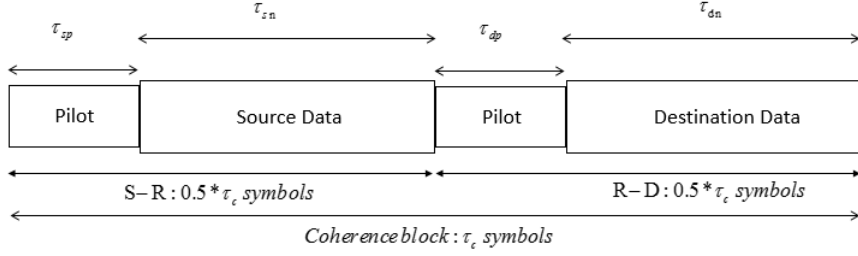 τsp τsn τdp τdn
Pilot Source Data Pilot Destination Data
S–R : 0.5*τc symbols R–D : 0.5*τc symbols
Coherence block : τc symbols